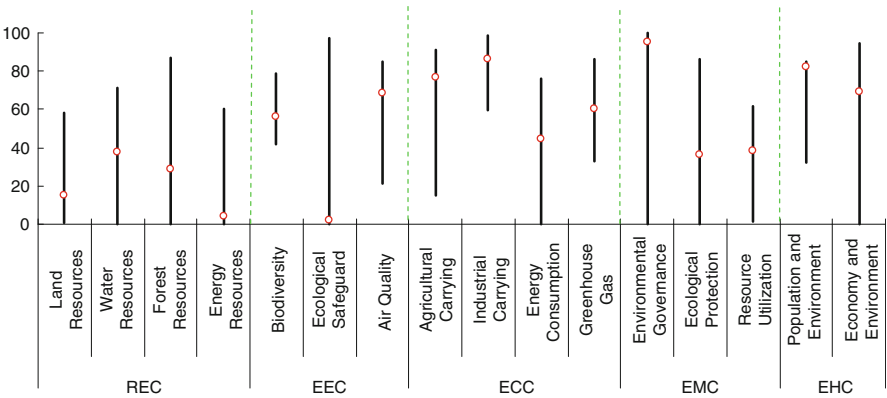 100
80
60
40
20
0
Land
Resources
Water
Resources
Forest
Resources
Energy
Resources
Biodiversity
Ecological
Safeguard
Air Quality
Agricultural
Carrying
Industrial
Carrying
Energy
Consumption
Greenhouse
Gas
Environmental
Governance
Ecological
Protection
Resource
Utilization
Population and
Environment
Economy and
Environment
REC
EEC
ECC
EMC
EHC